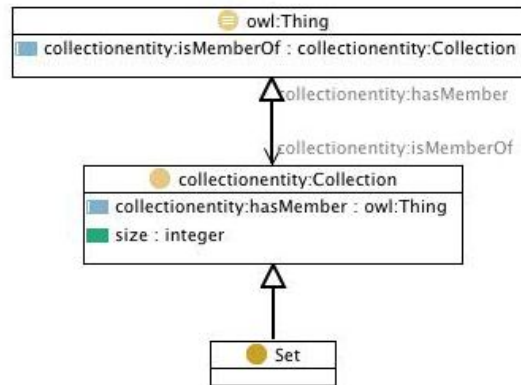 owl:Thing
collectionentity:isMemberOf : collectionentity:Collection
collectionentity:hasMember
collectionentity:isMemberOf
collectionentity:Collection
collectionentity:hasMember : owl:Thing
size : integer
Set